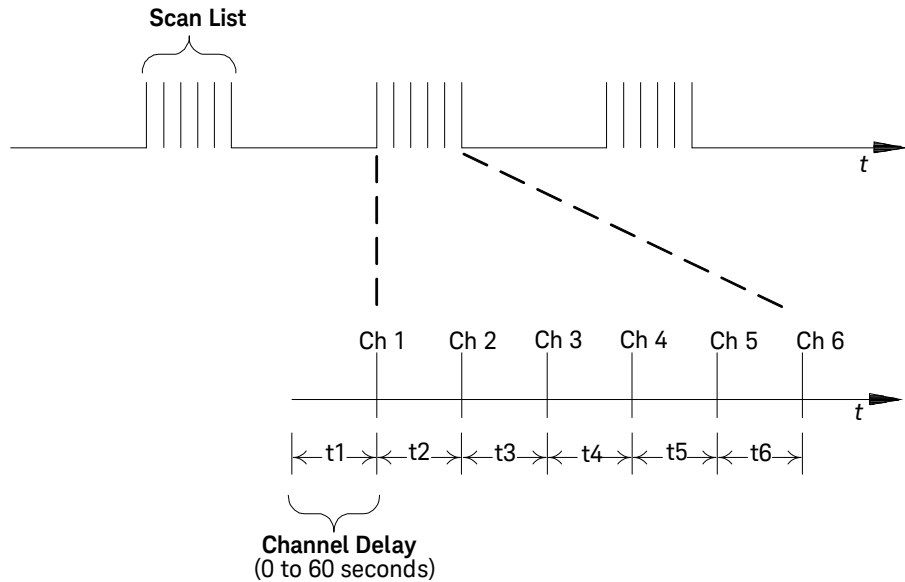 Scan List
t
Ch 1 Ch 2 Ch 3 Ch 4 Ch 5 Ch 6
t
t1 t2 t3 t4 t5 t6
Channel Delay
(0 to 60 seconds)